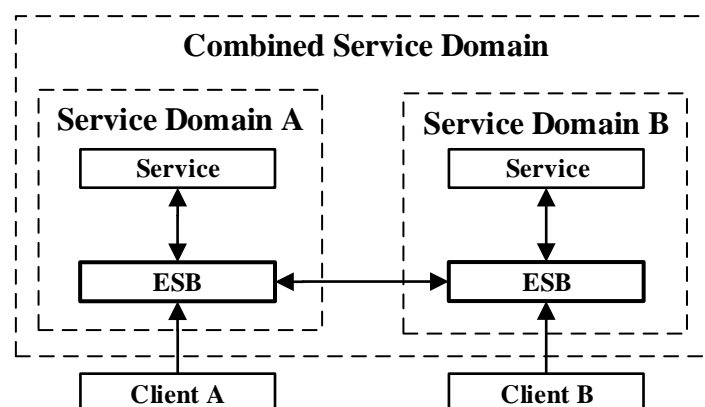 Combined Service Domain
Service Domain A
Service Domain B
Service
Service
ESB
ESB
Client A
Client B